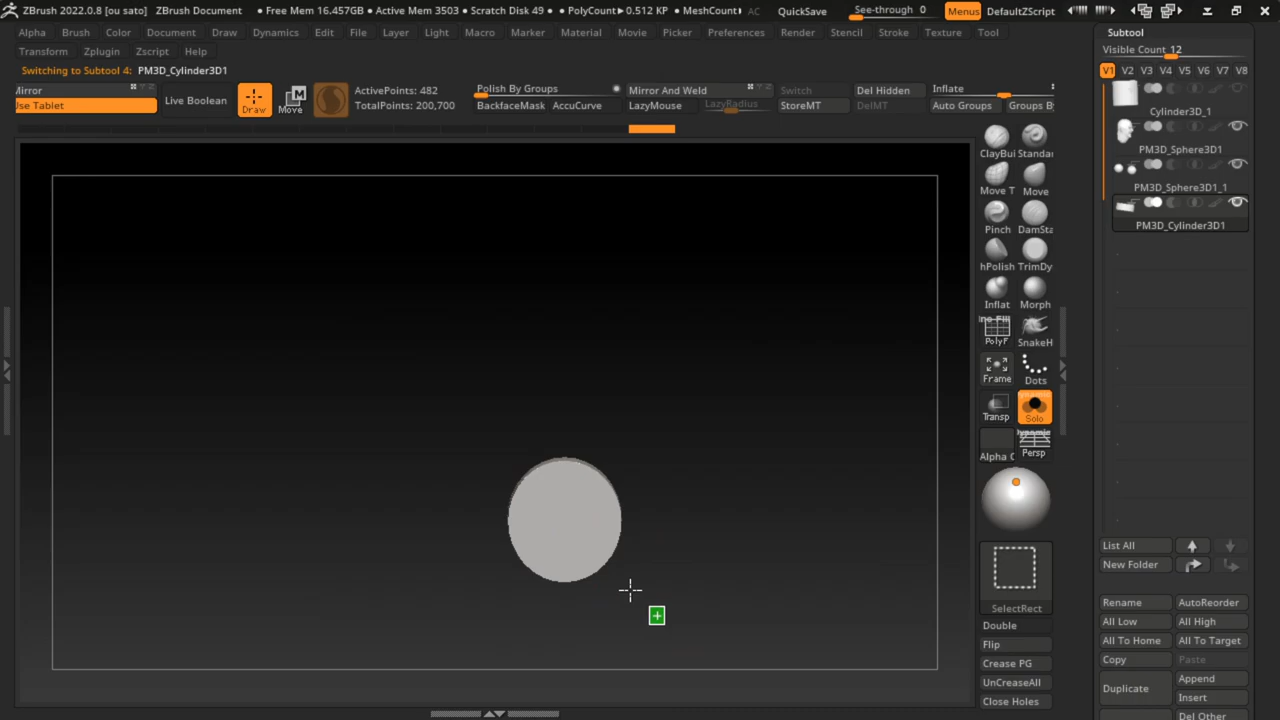 ZBrush 2022.0.8 [ou sato] ZBrush Document • Free Mem 16.457GB • Active Mem 3503 • Scratch Disk 49 • • PolyCount▸0.512 KP • MeshCount▸ AC QuickSave See-through 0 Menus DefaultZScript
Alpha Brush Color Document Draw Dynamics Edit File Layer Light Macro Marker Material Movie Picker Preferences Render Stencil Stroke Texture Tool
Transform Zplugin Zscript Help
Switching to Subtool 4: PM3D_Cylinder3D1
Mirror
Use Tablet
Live Boolean
Draw
Move
ActivePoints: 482
TotalPoints: 200,700
Polish By Groups
BackfaceMask AccuCurve
Mirror And Weld
LazyMouse LazyRadius
Switch
StoreMT
Del Hidden
DelMT
Inflate
Auto Groups Groups By
ClayBui Standa
Move T Move
Pinch DamSta
hPolish TrimDy
Inflat Morph
PolyF SnakeH
Frame Dots
Transp Solo
Alpha O Persp
SelectRect
Double
Flip
Crease PG
UnCreaseAll
Close Holes
Subtool
Visible Count 12
V1 V2 V3 V4 V5 V6 V7 V8
Cylinder3D_1
PM3D_Sphere3D1
PM3D_Sphere3D1_1
PM3D_Cylinder3D1
List All
New Folder
Rename AutoReorder
All Low All High
All To Home All To Target
Copy Paste
Duplicate
Append
Insert
Del Other